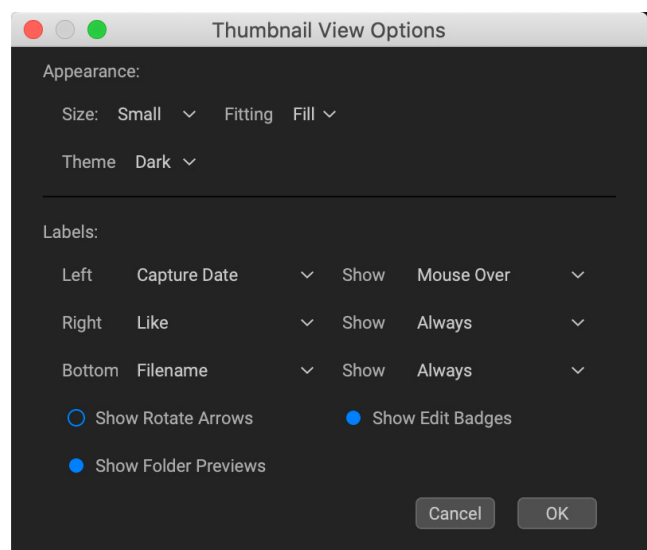 Thumbnail View Options
Appearance:
Size: Small Fitting Fill
Theme Dark
Labels:
Left Capture Date Show Mouse Over
Right Like Show Always
Bottom Filename Show Always
Show Rotate Arrows Show Edit Badges
Show Folder Previews
Cancel OK